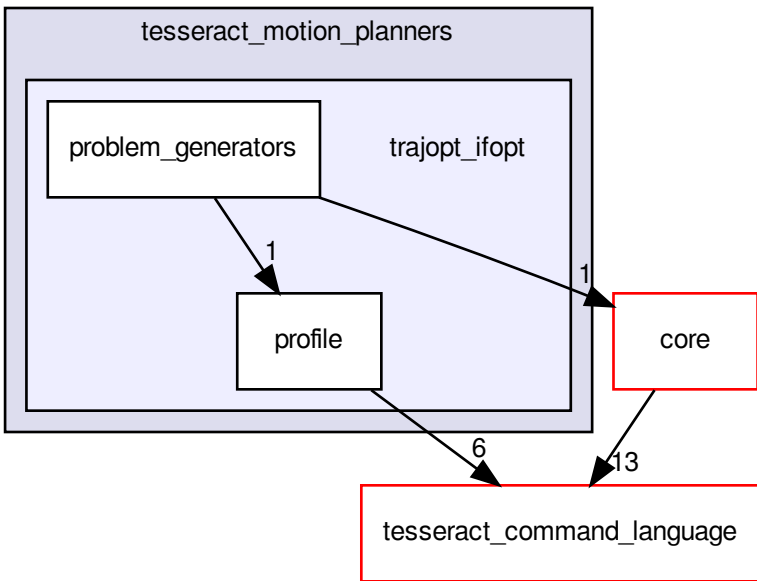 tesseract_motion_planners
problem_generators
trajopt_ifopt
1
1
profile
core
6
13
tesseract_command_language